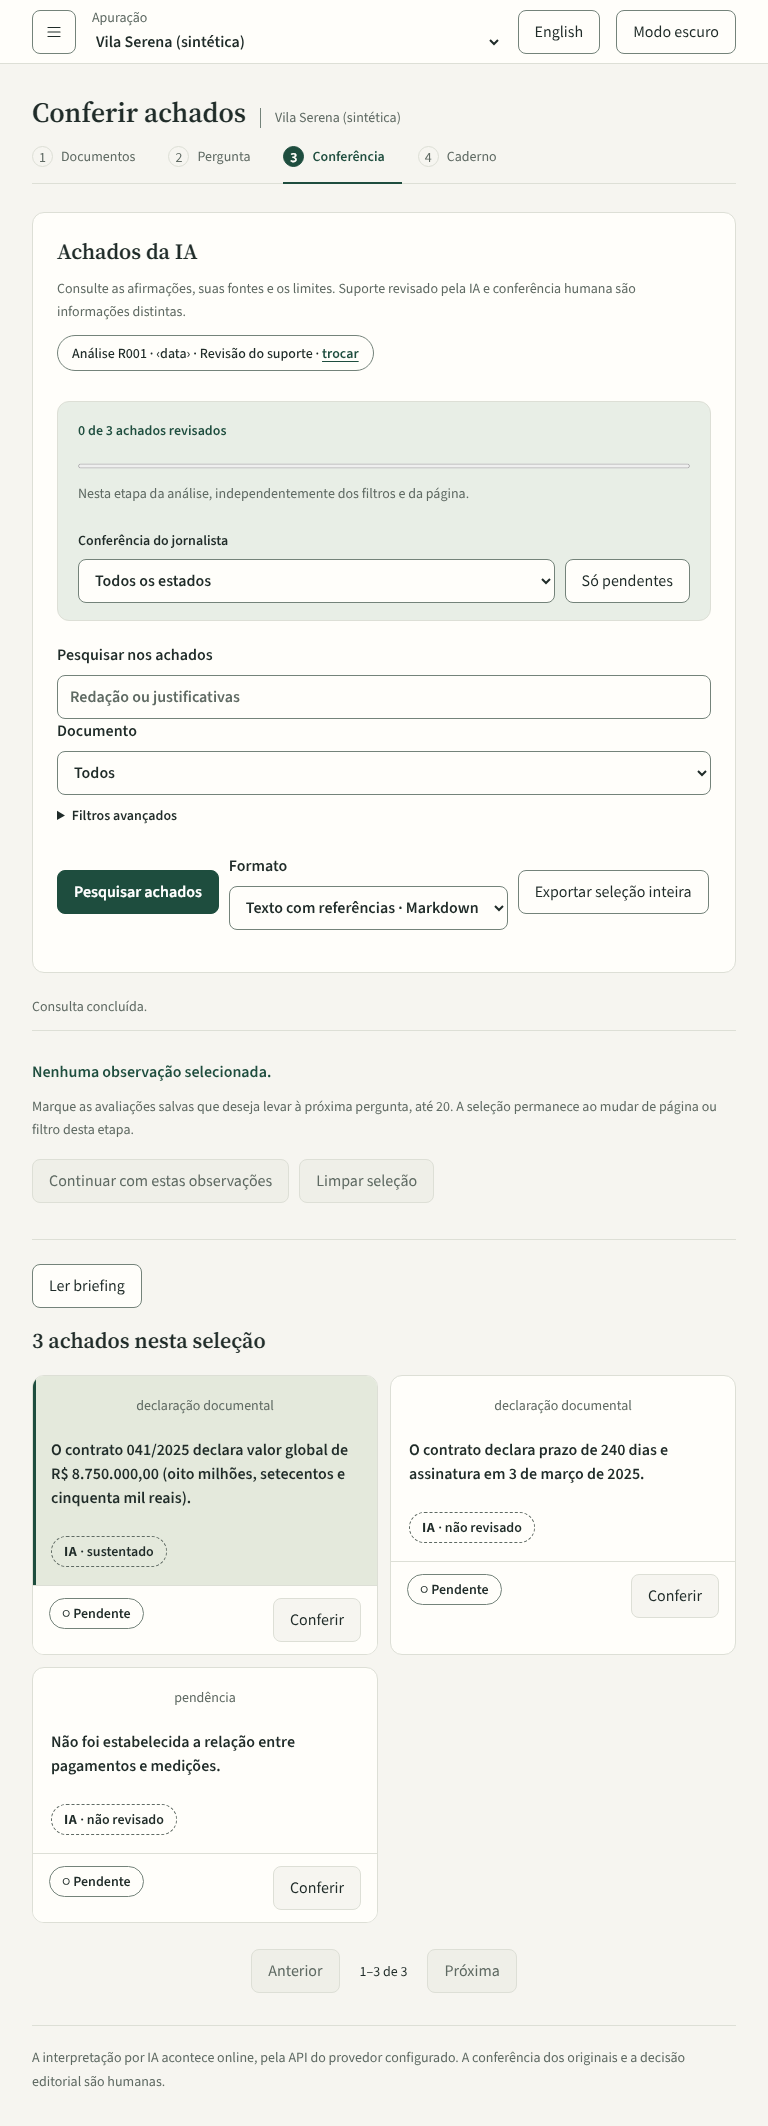 Apuração
Vila Serena (sintética)
English
Modo escuro
Conferir achados
Vila Serena (sintética)
1 Documentos
2 Pergunta
3 Conferência
4 Caderno
Achados da IA
Consulte as afirmações, suas fontes e os limites. Suporte revisado pela IA e conferência humana são
informações distintas.
Análise R001 · ‹data› · Revisão do suporte · trocar
0 de 3 achados revisados
Nesta etapa da análise, independentemente dos filtros e da página.
Conferência do jornalista
Todos os estados
Só pendentes
Pesquisar nos achados
Redação ou justificativas
Documento
Todos
Filtros avançados
Pesquisar achados
Formato
Texto com referências · Markdown
Exportar seleção inteira
Consulta concluída.
Nenhuma observação selecionada.
Marque as avaliações salvas que deseja levar à próxima pergunta, até 20. A seleção permanece ao mudar de página ou
filtro desta etapa.
Continuar com estas observações
Limpar seleção
Ler briefing
3 achados nesta seleção
declaração documental
O contrato 041/2025 declara valor global de
R$ 8.750.000,00 (oito milhões, setecentos e
cinquenta mil reais).
IA · sustentado
○ Pendente
Conferir
declaração documental
O contrato declara prazo de 240 dias e
assinatura em 3 de março de 2025.
IA · não revisado
○ Pendente
Conferir
pendência
Não foi estabelecida a relação entre
pagamentos e medições.
IA · não revisado
○ Pendente
Conferir
Anterior
1–3 de 3
Próxima
A interpretação por IA acontece online, pela API do provedor configurado. A conferência dos originais e a decisão
editorial são humanas.